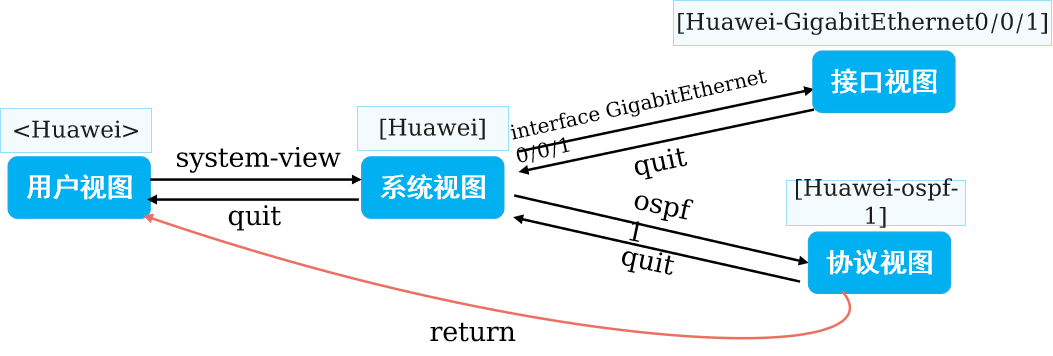 [Huawei-GigabitEthernet0/0/1]
接口视图
<Huawei>
[Huawei]
interface GigabitEthernet
0/0/1
system-view
quit
用户视图
系统视图
quit
[Huawei-ospf-
1]
ospf
1
quit
协议视图
return